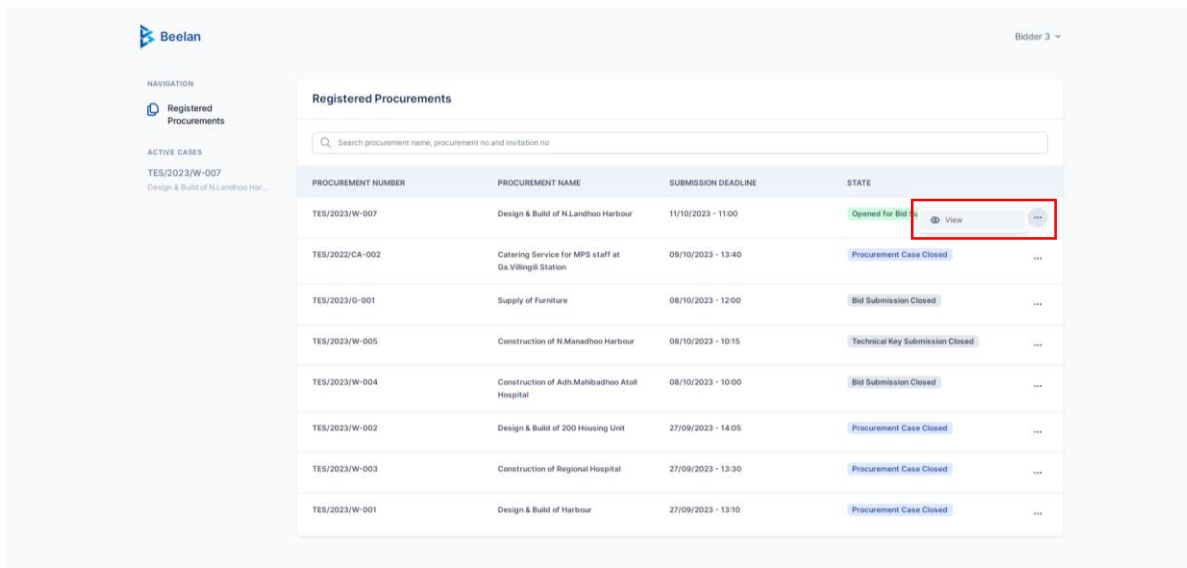 Beelan
Bidder 3
NAVIGATION
Registered
Procurements
ACTIVE CASES
TES/2023/W-007
Design & Build of N.Landhoo Har...
Registered Procurements
Search procurement name, procurement no and invitation no
PROCUREMENT NUMBER PROCUREMENT NAME SUBMISSION DEADLINE STATE
TES/2023/W-007 Design & Build of N.Landhoo Harbour 11/10/2023 - 11:00 Opened for Bid View ...
TES/2022/CA-002 Catering Service for MPS staff at 09/10/2023 - 13:40 Procurement Case Closed ...
Ga.Villingili Station
TES/2023/G-001 Supply of Furniture 08/10/2023 - 12:00 Bid Submission Closed ...
TES/2023/W-005 Construction of N.Manadhoo Harbour 08/10/2023 - 10:15 Technical Key Submission Closed ...
TES/2023/W-004 Construction of Adh.Mahibadhoo Atoll 08/10/2023 - 10:00 Bid Submission Closed ...
Hospital
TES/2023/W-002 Design & Build of 200 Housing Unit 27/09/2023 - 14:05 Procurement Case Closed ...
TES/2023/W-003 Construction of Regional Hospital 27/09/2023 - 13:30 Procurement Case Closed ...
TES/2023/W-001 Design & Build of Harbour 27/09/2023 - 13:10 Procurement Case Closed ...